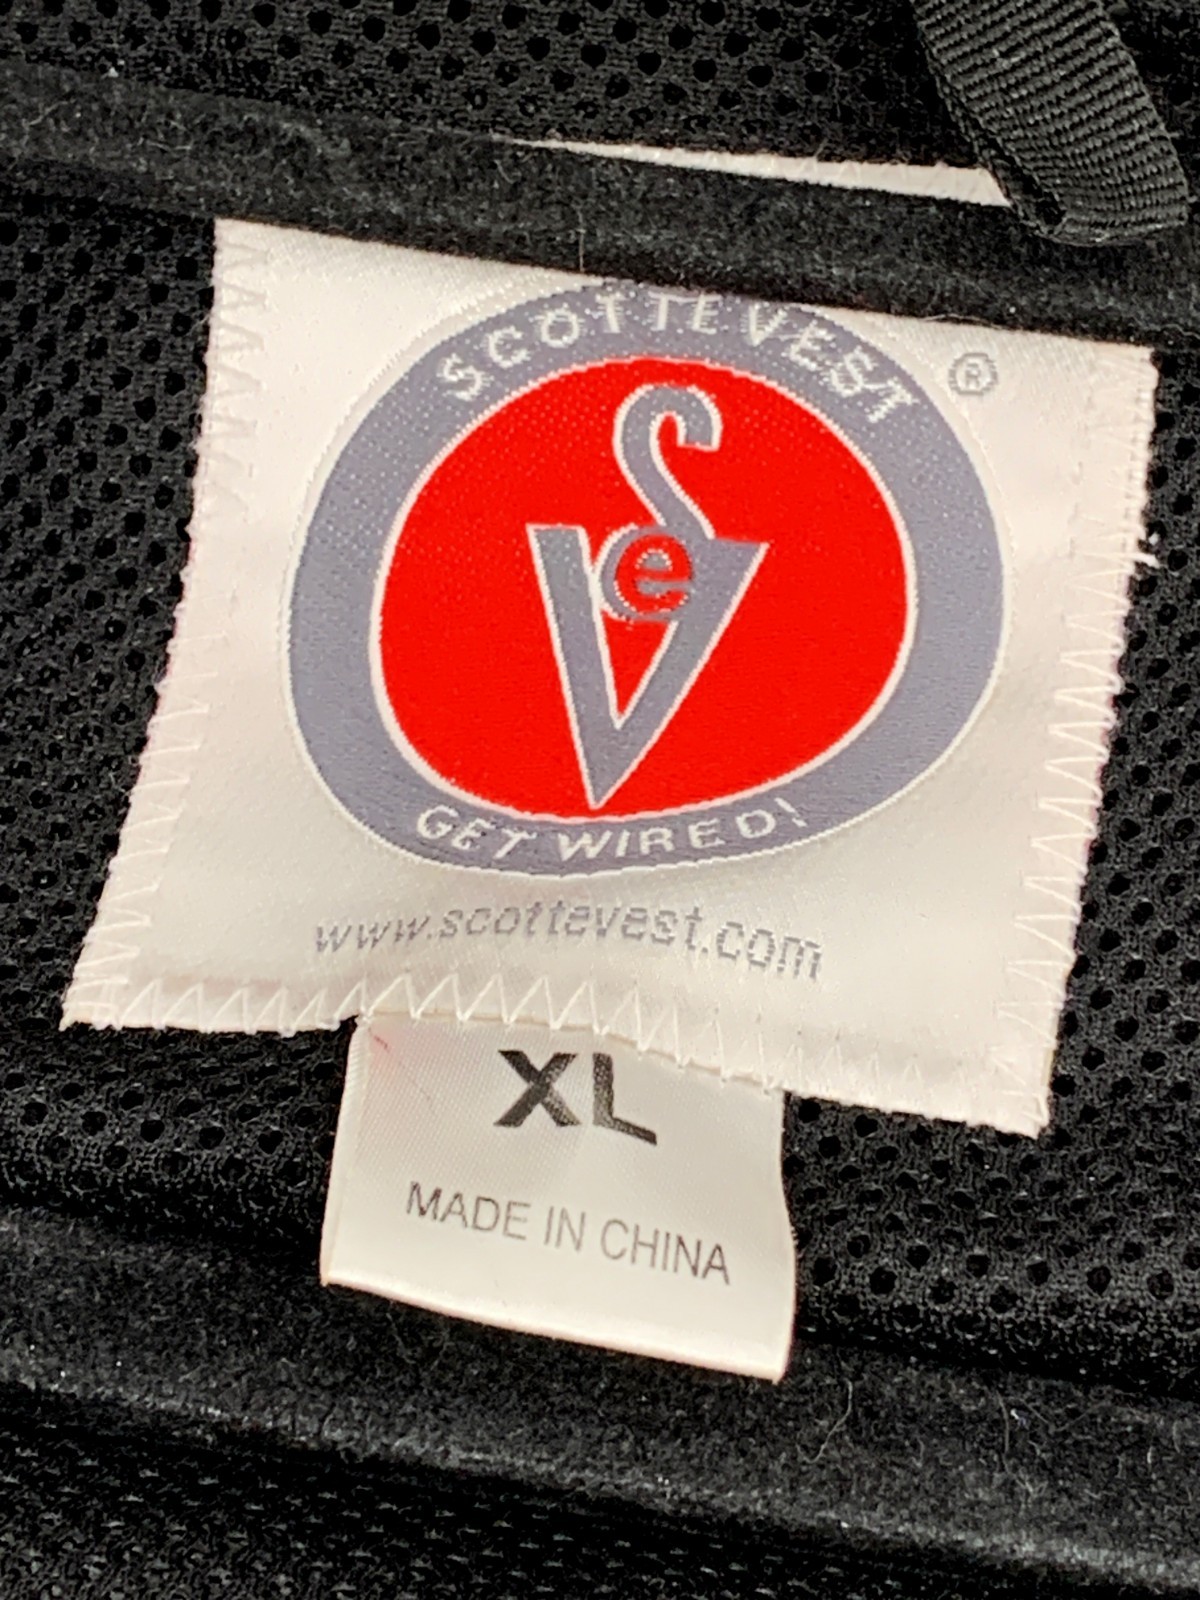 SCOTTEVEST
®
S
e
V
GET WIRED!
www.scottevest.com
XL
MADE IN CHINA